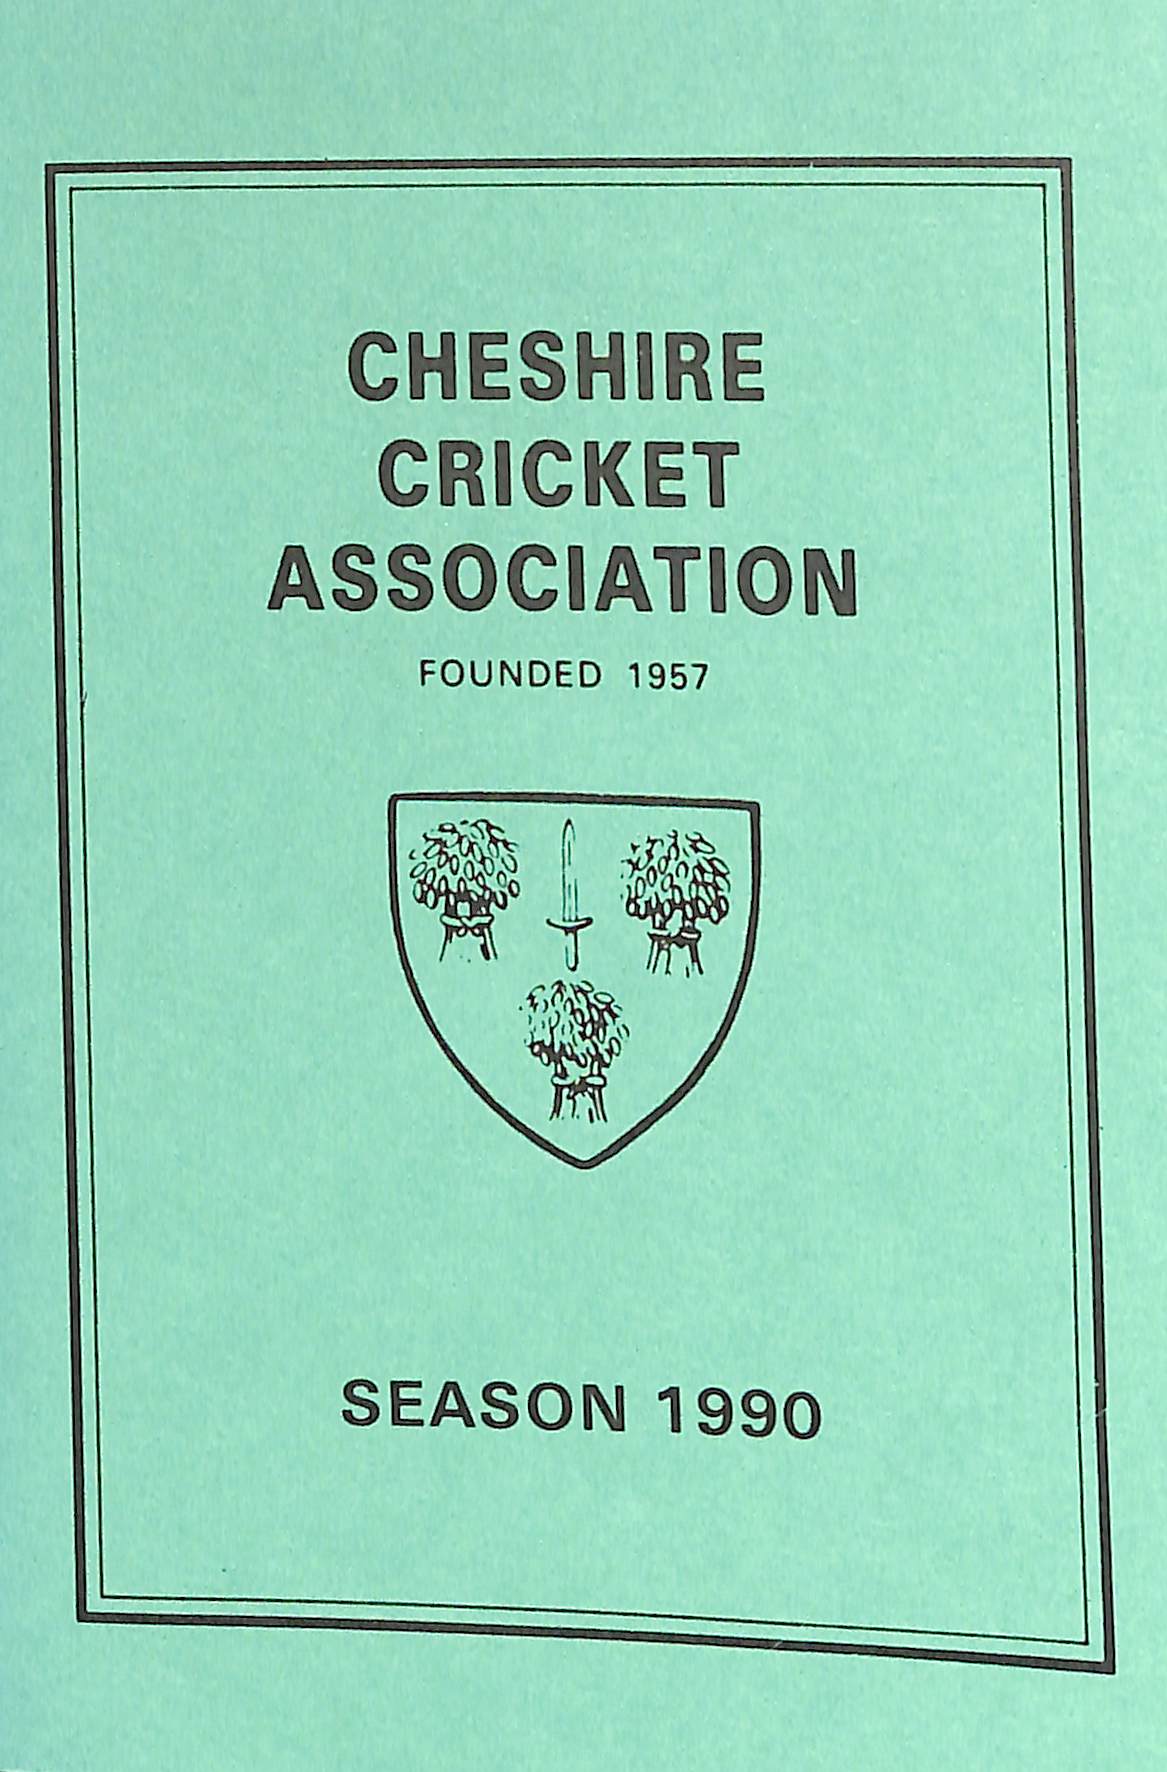 CHESHIRE
CRICKET
ASSOCIATION
FOUNDED 1957
SEASON 1990